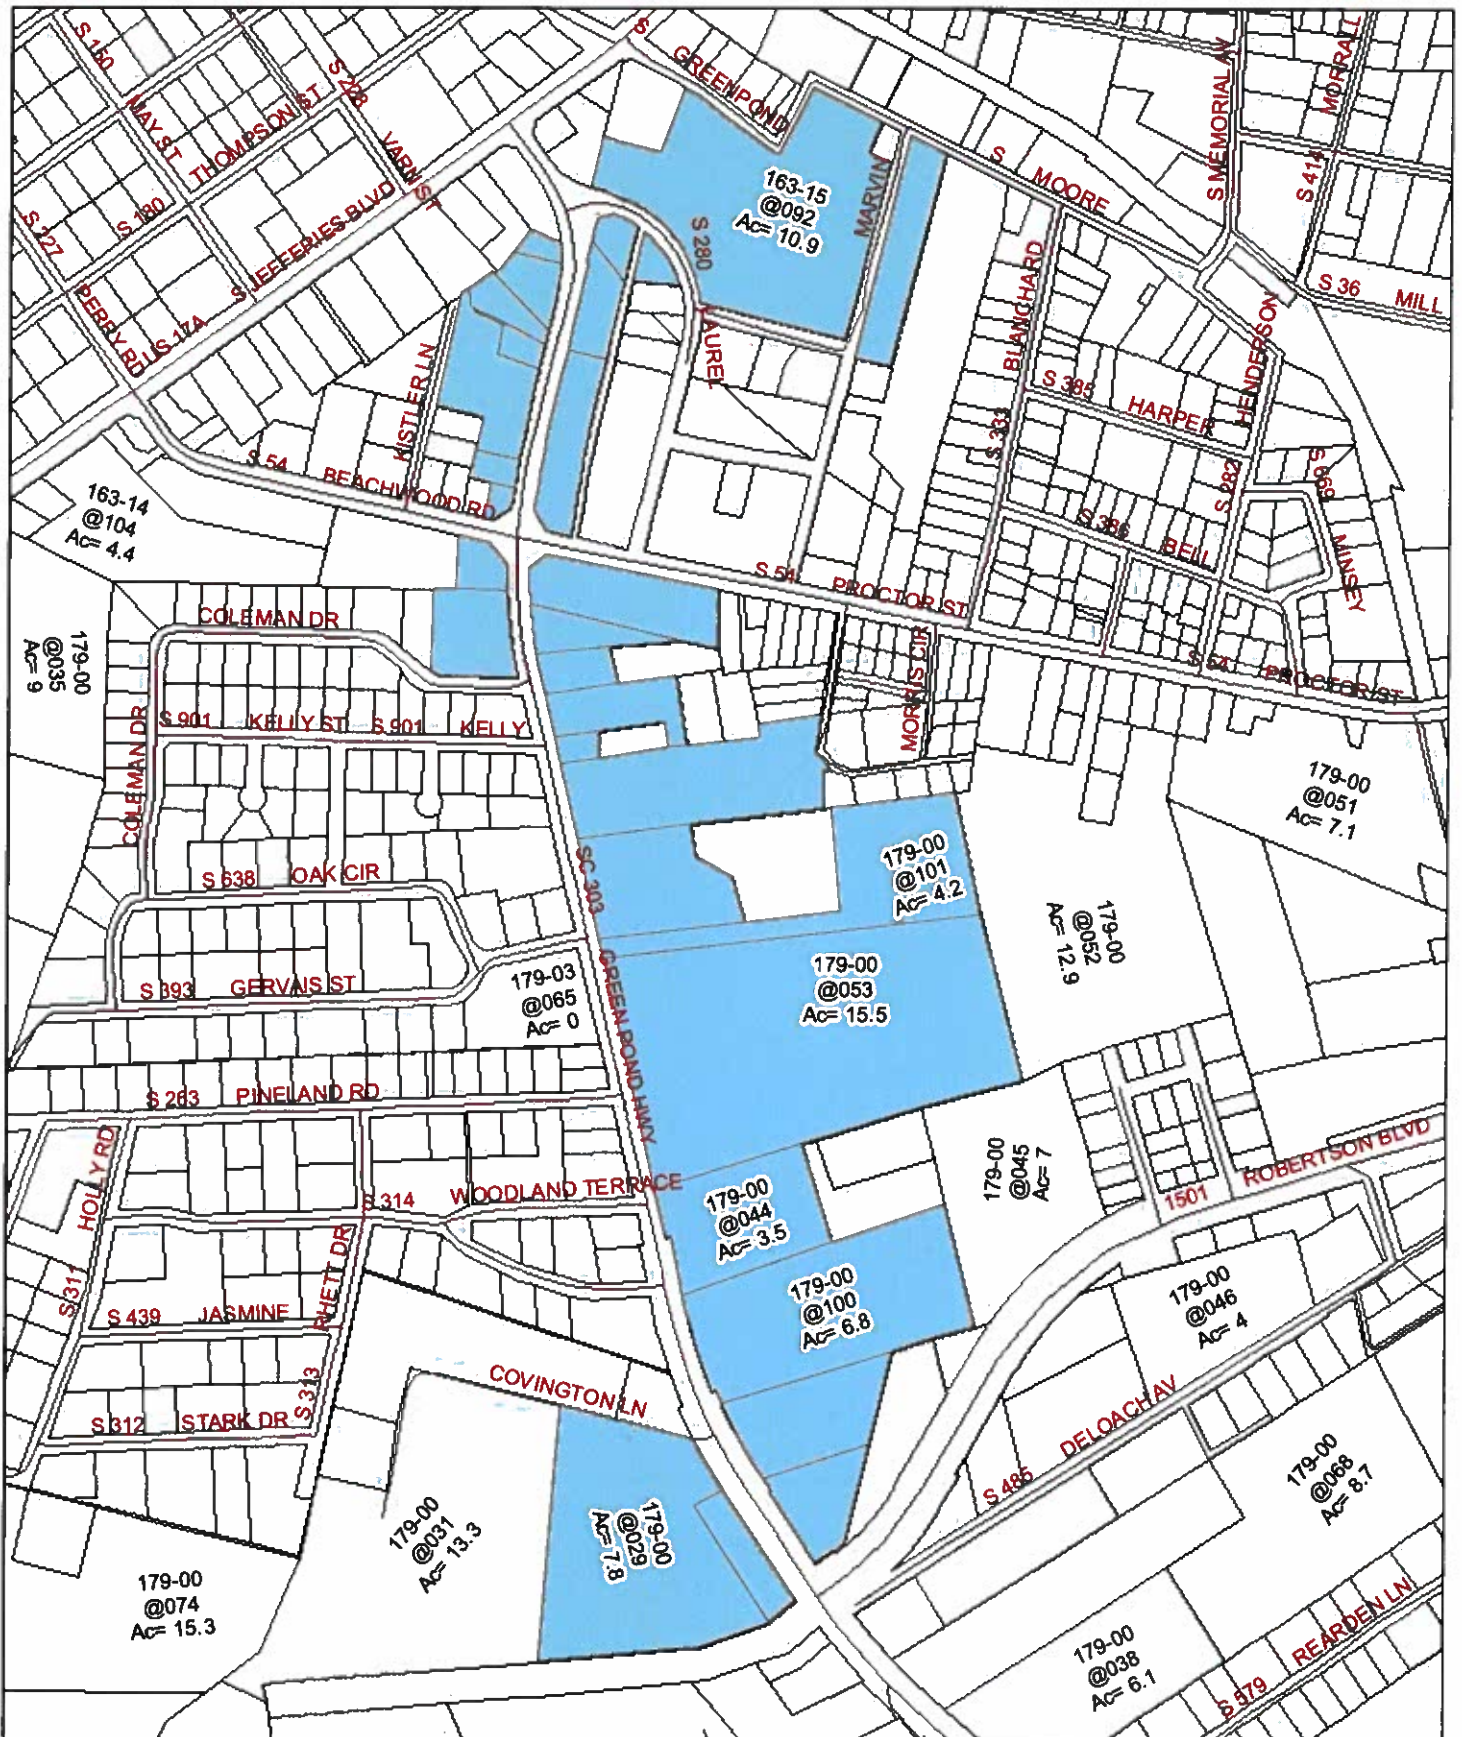 S 150
S
GREENPOND
MORRALL
S 228
MAY ST
THOMPSON ST
S MEMORIAL AV
VARN ST
S
MOORE
S 414
163-15
@092
Ac= 10.9
MARVIN
S 227
S 180
S JEFFERIES BLVD
S 280
BLANCHARD
S 36
MILL
PERRY RD
US 17A
LAUREL
HENDERSON
KISTLER LN
S 385
HARPER
S 333
S 54
BEACHWOOD RD
S 282
S 669
163-14
@104
Ac= 4.4
S 386
BELL
MINSEY
S 54
PROCTOR ST
COLEMAN DR
179-00
@035
Ac= 9
MORRIS CIR
S 54
PROCTOR ST
COLEMAN DR
S 901
KELLY ST
S 901
KELLY
179-00
@051
Ac= 7.1
S 638
OAK CIR
SC 303
179-00
@101
Ac= 4.2
179-00
@052
Ac= 12.9
S 393
GERVAIS ST
179-03
@065
Ac= 0
GREEN POND HWY
179-00
@053
Ac= 15.5
S 263
PINELAND RD
HOLLY RD
S 314
WOODLAND TERRACE
179-00
@044
Ac= 3.5
179-00
@045
Ac= 7
1501
ROBERTSON BLVD
S 311
S 439
JASMINE
RHETT DR
179-00
@100
Ac= 6.8
179-00
@046
Ac= 4
S 313
COVINGTON LN
S 312
STARK DR
S 485
DELOACH AV
179-00
@031
Ac= 13.3
179-00
@029
Ac= 7.8
179-00
@068
Ac= 8.7
179-00
@074
Ac= 15.3
179-00
@038
Ac= 6.1
S 579
REARDEN LN